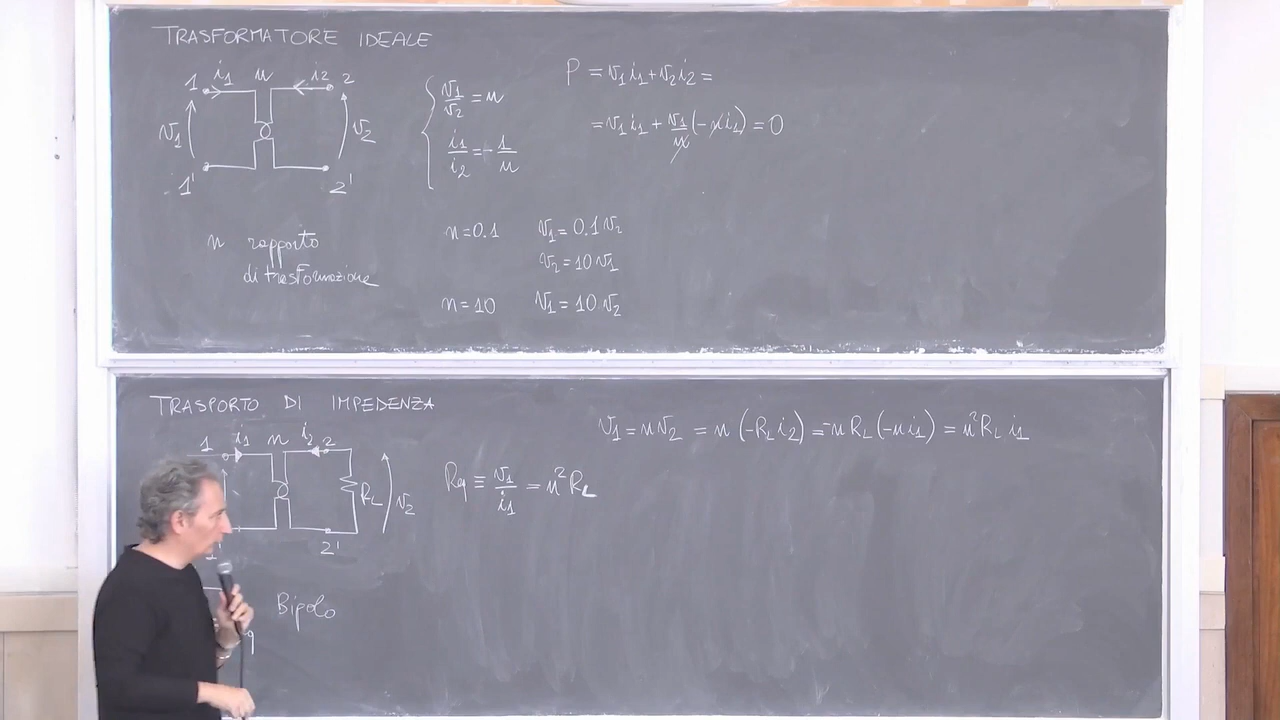 TRASFORMATORE IDEALE
1 i₁ n i₂ 2
v₁ v₂
1' 2'
n rapporto
di trasformazione
v₁/v₂ = n
i₁/i₂ = -1/n
P = v₁i₁ + v₂i₂ =
= v₁i₁ + v₁/n (-n i₁) = 0
n=0.1 v₁ = 0.1 v₂
v₂ = 10 v₁
n=10 v₁ = 10 v₂
TRASPORTO DI IMPEDENZA
1 i₁ n i₂ 2
R_L v₂
1' 2'
Bipolo
q
v₁ = n v₂ = n (-R_L i₂) = -n R_L (-n i₁) = n² R_L i₁
R_eq ≡ v₁/i₁ = n² R_L